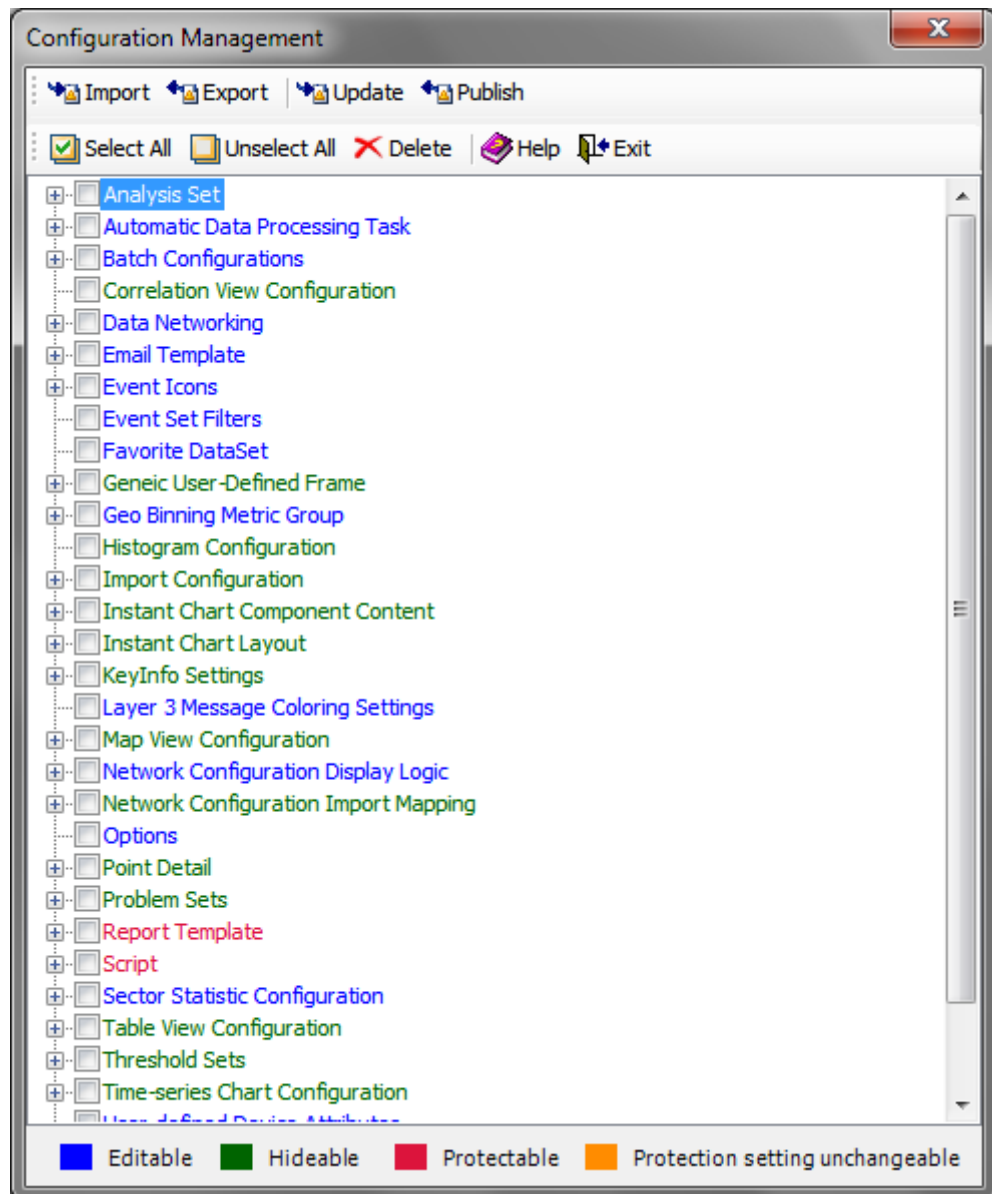 Configuration Management
Import Export Update Publish
Select All Unselect All Delete Help Exit
Analysis Set
Automatic Data Processing Task
Batch Configurations
Correlation View Configuration
Data Networking
Email Template
Event Icons
Event Set Filters
Favorite DataSet
Geneic User-Defined Frame
Geo Binning Metric Group
Histogram Configuration
Import Configuration
Instant Chart Component Content
Instant Chart Layout
KeyInfo Settings
Layer 3 Message Coloring Settings
Map View Configuration
Network Configuration Display Logic
Network Configuration Import Mapping
Options
Point Detail
Problem Sets
Report Template
Script
Sector Statistic Configuration
Table View Configuration
Threshold Sets
Time-series Chart Configuration
User-defined Device Attributes
Editable Hideable Protectable Protection setting unchangeable